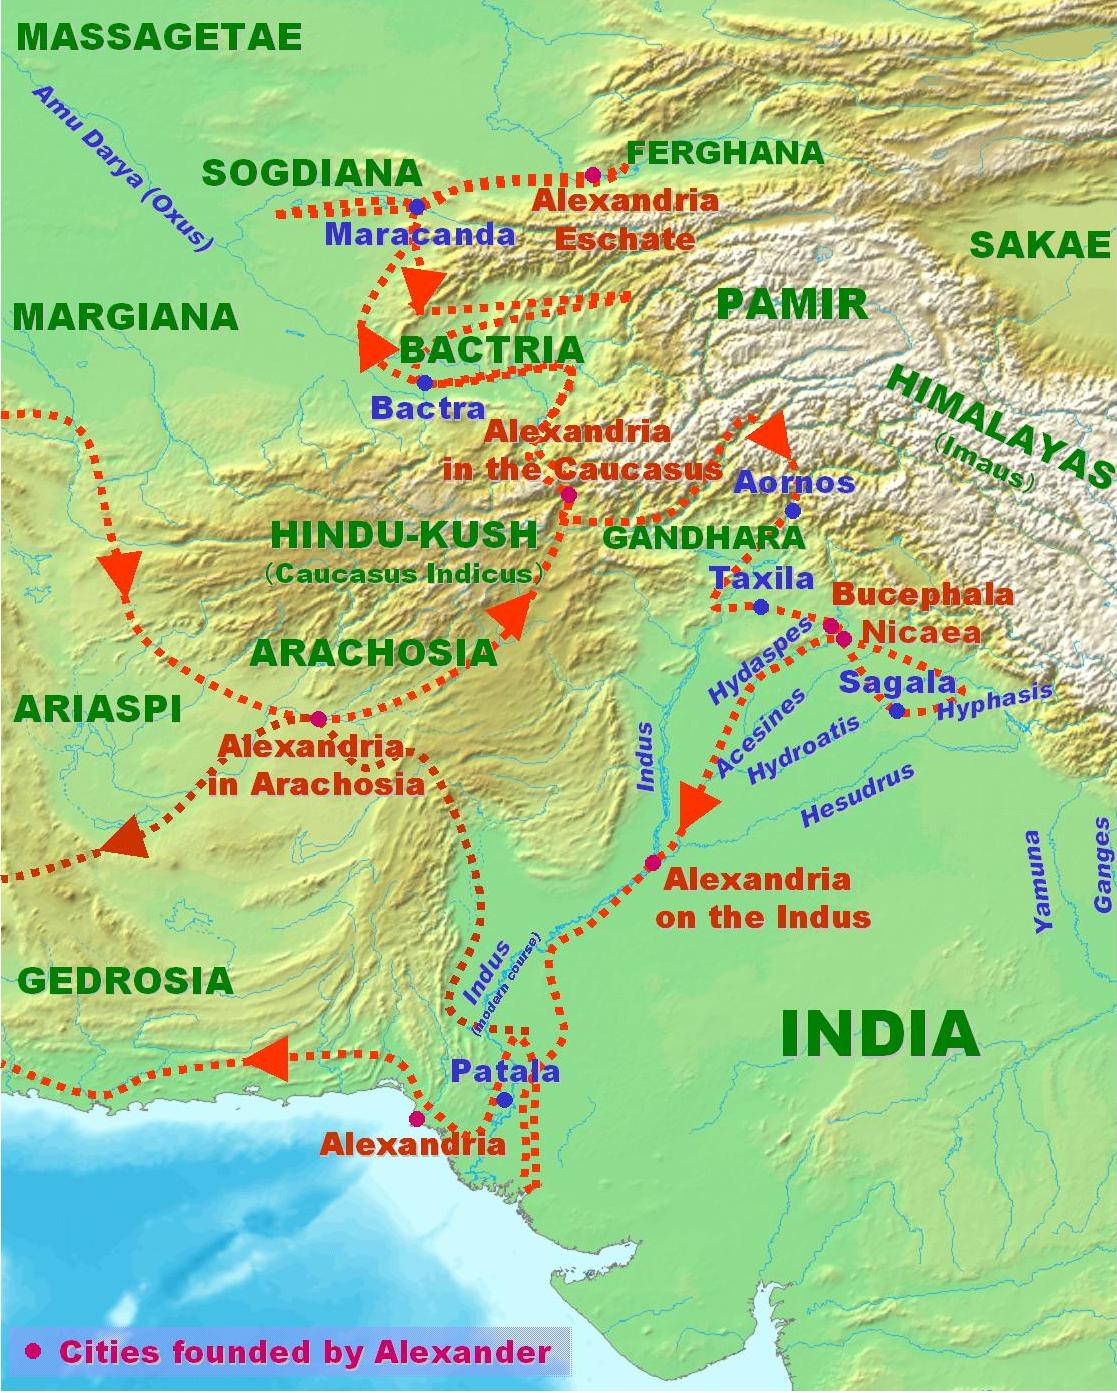 MASSAGETAE
Amu Darya (Oxus)
FERGHANA
SOGDIANA
Alexandria
Eschate
Maracanda
SAKAE
PAMIR
MARGIANA
BACTRIA
HIMALAYAS
(Imaus)
Bactra
Alexandria
in the Caucasus
Aornos
HINDU-KUSH
(Caucasus Indicus)
GANDHARA
Taxila
Bucephala
Nicaea
Hydaspes
ARACHOSIA
Sagala
Hyphasis
ARIASPI
Acesines
Hydroatis
Indus
Hesudrus
Alexandria
in Arachosia
Yamuna
Ganges
Alexandria
on the Indus
Indus
(modern course)
GEDROSIA
INDIA
Patala
Alexandria
Cities founded by Alexander